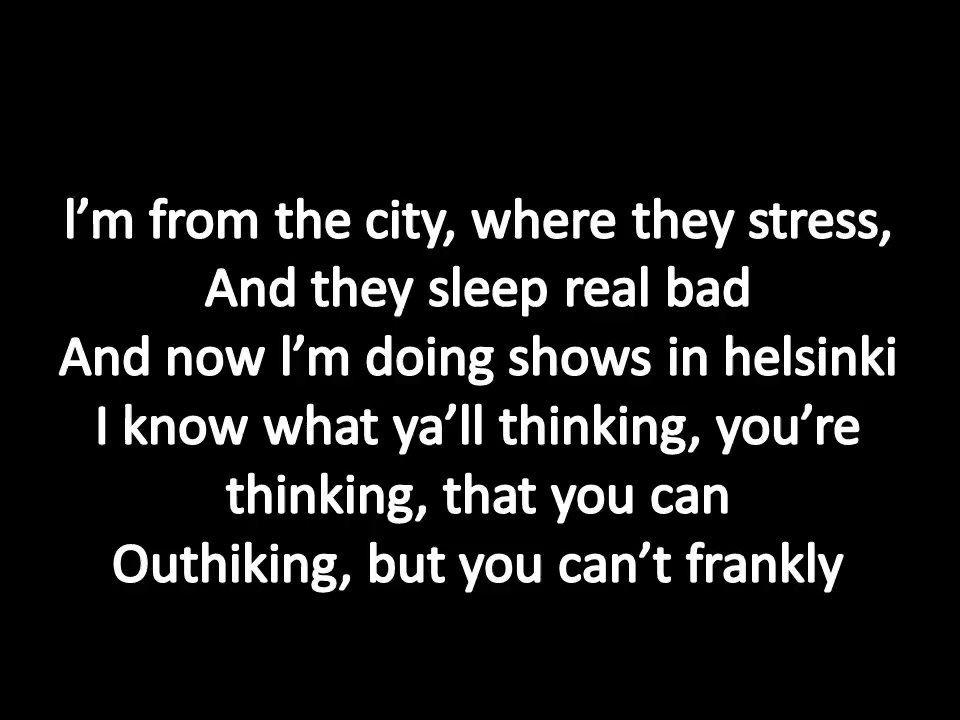 I'm from the city, where they stress,
And they sleep real bad
And now I'm doing shows in helsinki
I know what ya'll thinking, you're
thinking, that you can
Outhiking, but you can't frankly